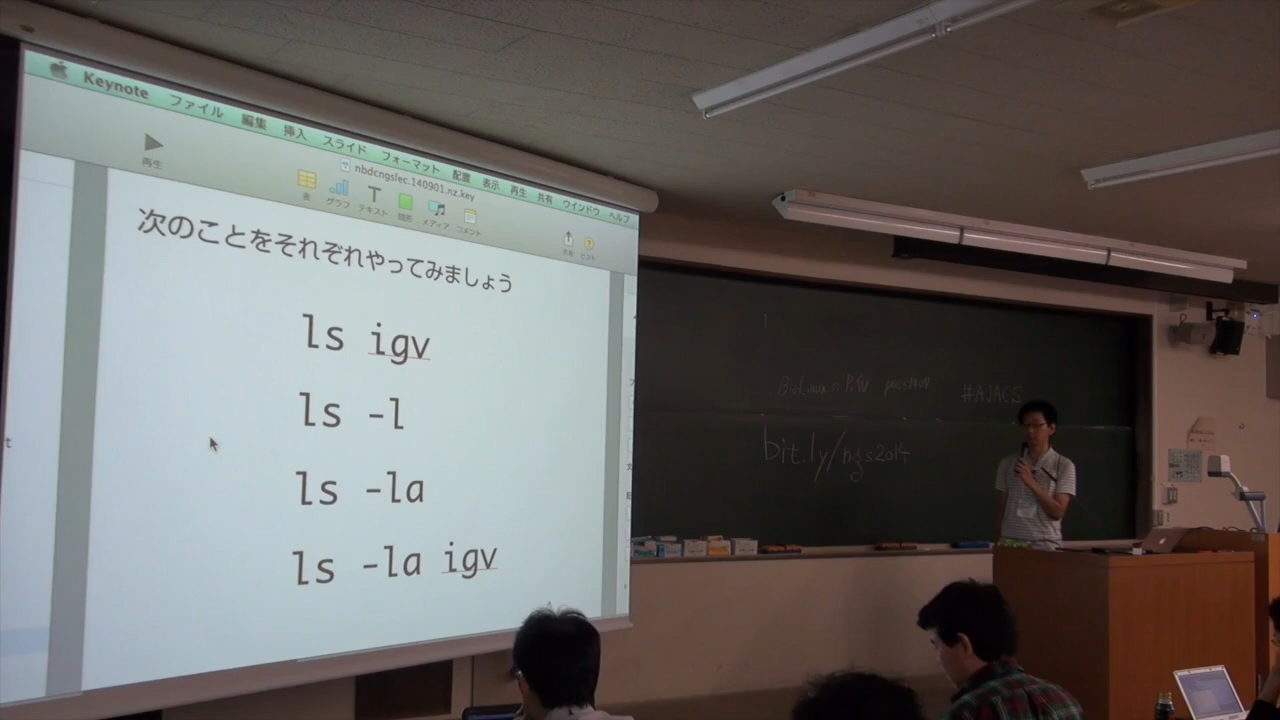 Keynote ファイル 編集 挿入 スライド フォーマット 配置 表示 再生 共有 ウインドウ ヘルプ
nbdcngslec.140901.nz.key
再生
表 グラフ テキスト 図形 メディア コメント 共有 ヒント
次のことをそれぞれやってみましょう
ls igv
ls -l
ls -la
ls -la igv
#AJACS
bit.ly/ngs2014